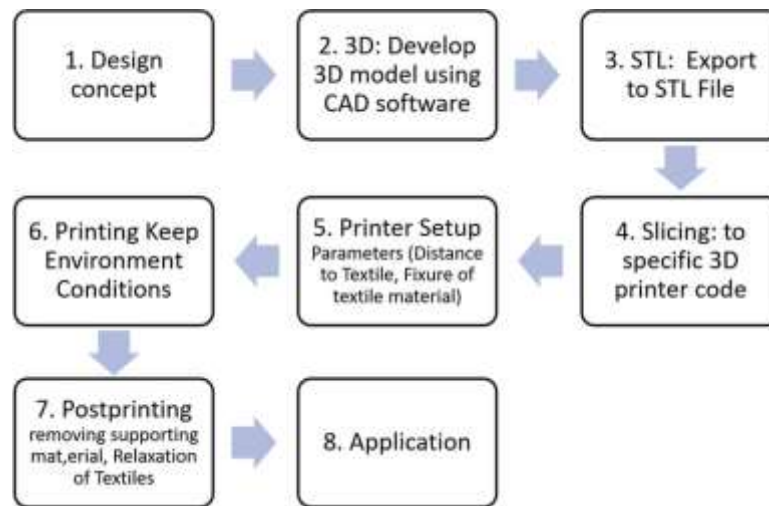 1. Design
concept
2. 3D: Develop
3D model using
CAD software
3. STL: Export
to STL File
4. Slicing: to
specific 3D
printer code
5. Printer Setup
Parameters (Distance
to Textile, Fixure of
textile material)
6. Printing Keep
Environment
Conditions
7. Postprinting
removing supporting
mat,erial, Relaxation
of Textiles
8. Application